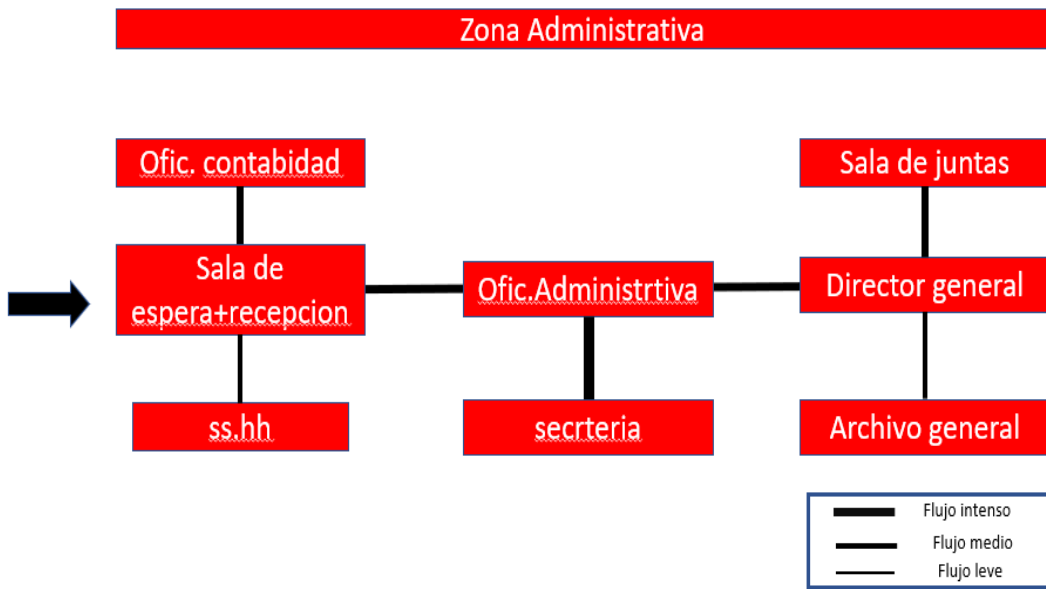 Zona Administrativa
Ofic. contabidad
Sala de juntas
Sala de
espera+recepcion
Ofic.Administrtiva
Director general
ss.hh
secrteria
Archivo general
Flujo intenso
Flujo medio
Flujo leve